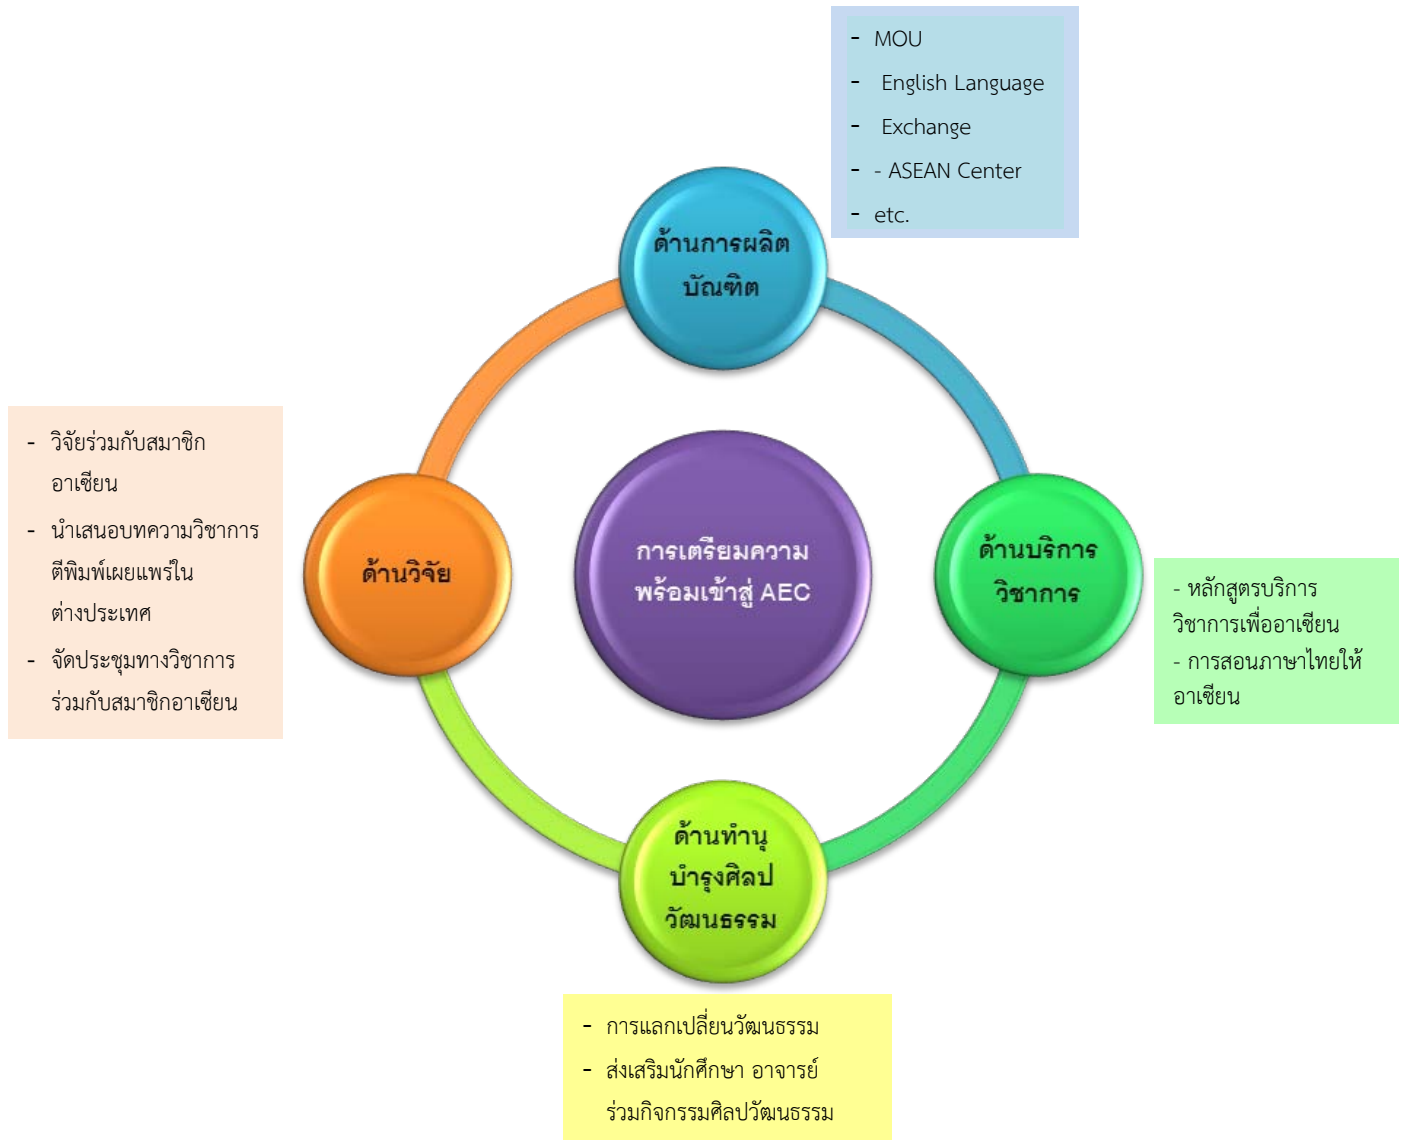 - MOU
- English Language
- Exchange
- - ASEAN Center
- etc.
ด้านการผลิต
บัณฑิต
- วิจัยร่วมกับสมาชิก
อาเซียน
- นำเสนอบทความวิชาการ
ตีพิมพ์เผยแพร่ใน
ต่างประเทศ
- จัดประชุมทางวิชาการ
ร่วมกับสมาชิกอาเซียน
ด้านวิจัย
การเตรียมความ
พร้อมเข้าสู่ AEC
ด้านบริการ
วิชาการ
- หลักสูตรบริการ
วิชาการเพื่ออาเซียน
- การสอนภาษาไทยให้
อาเซียน
ด้านทำนุ
บำรุงศิลป
วัฒนธรรม
- การแลกเปลี่ยนวัฒนธรรม
- ส่งเสริมนักศึกษา อาจารย์
ร่วมกิจกรรมศิลปวัฒนธรรม